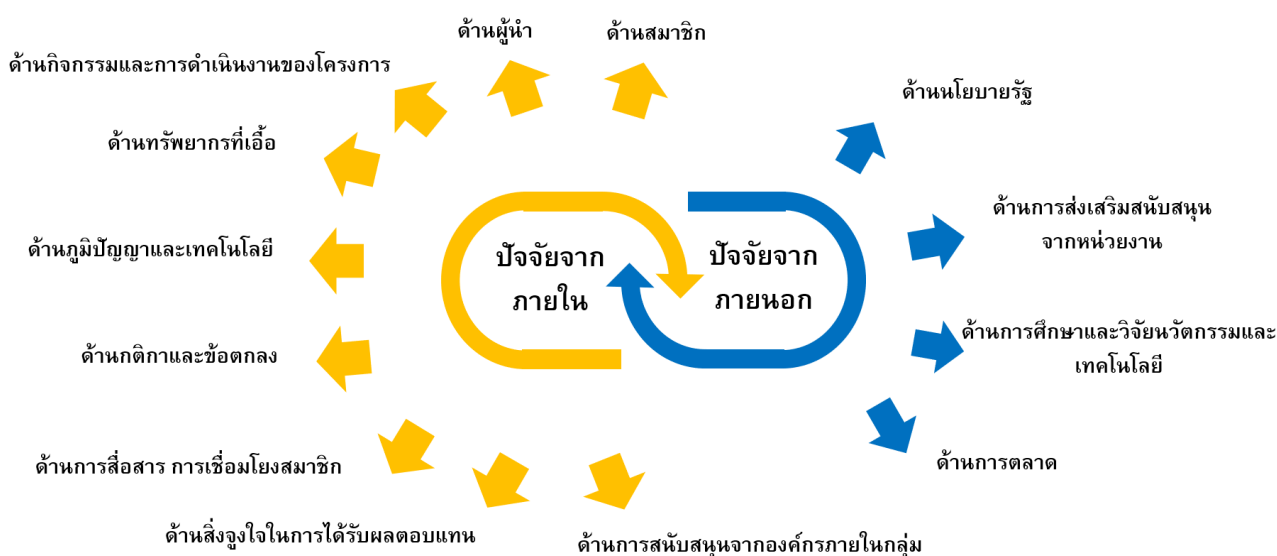 ด้านผู้นำ
ด้านสมาชิก
ด้านกิจกรรมและการดำเนินงานของโครงการ
ด้านนโยบายรัฐ
ด้านทรัพยากรที่เอื้อ
ด้านการส่งเสริมสนับสนุน
จากหน่วยงาน
ด้านภูมิปัญญาและเทคโนโลยี
ปัจจัยจาก
ภายใน
ปัจจัยจาก
ภายนอก
ด้านการศึกษาและวิจัยนวัตกรรมและ
เทคโนโลยี
ด้านกติกาและข้อตกลง
ด้านการสื่อสาร การเชื่อมโยงสมาชิก
ด้านการตลาด
ด้านสิ่งจูงใจในการได้รับผลตอบแทน
ด้านการสนับสนุนจากองค์กรภายในกลุ่ม